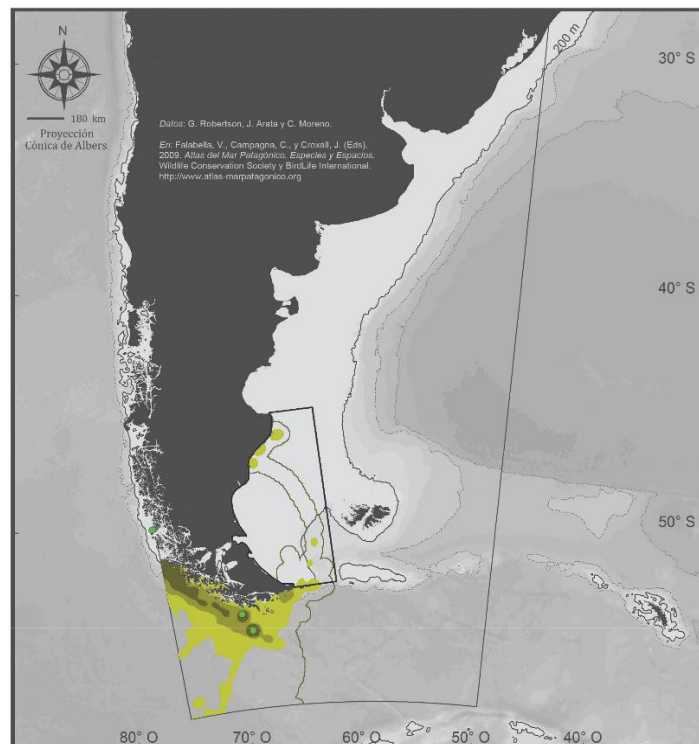 N
180 km
Proyección
Cónica de Albers
Datos: G. Robertson, J. Arata y C. Moreno.
En: Falabella, V., Campagna, C., y Croxall, J. (Eds).
2009. Atlas del Mar Patagónico. Especies y Espacios.
Wildlife Conservation Society y BirdLife International.
http://www.atlas-marpatagonico.org
200 m
30° S
40° S
50° S
80° O
70° O
60° O
50° O
40° O